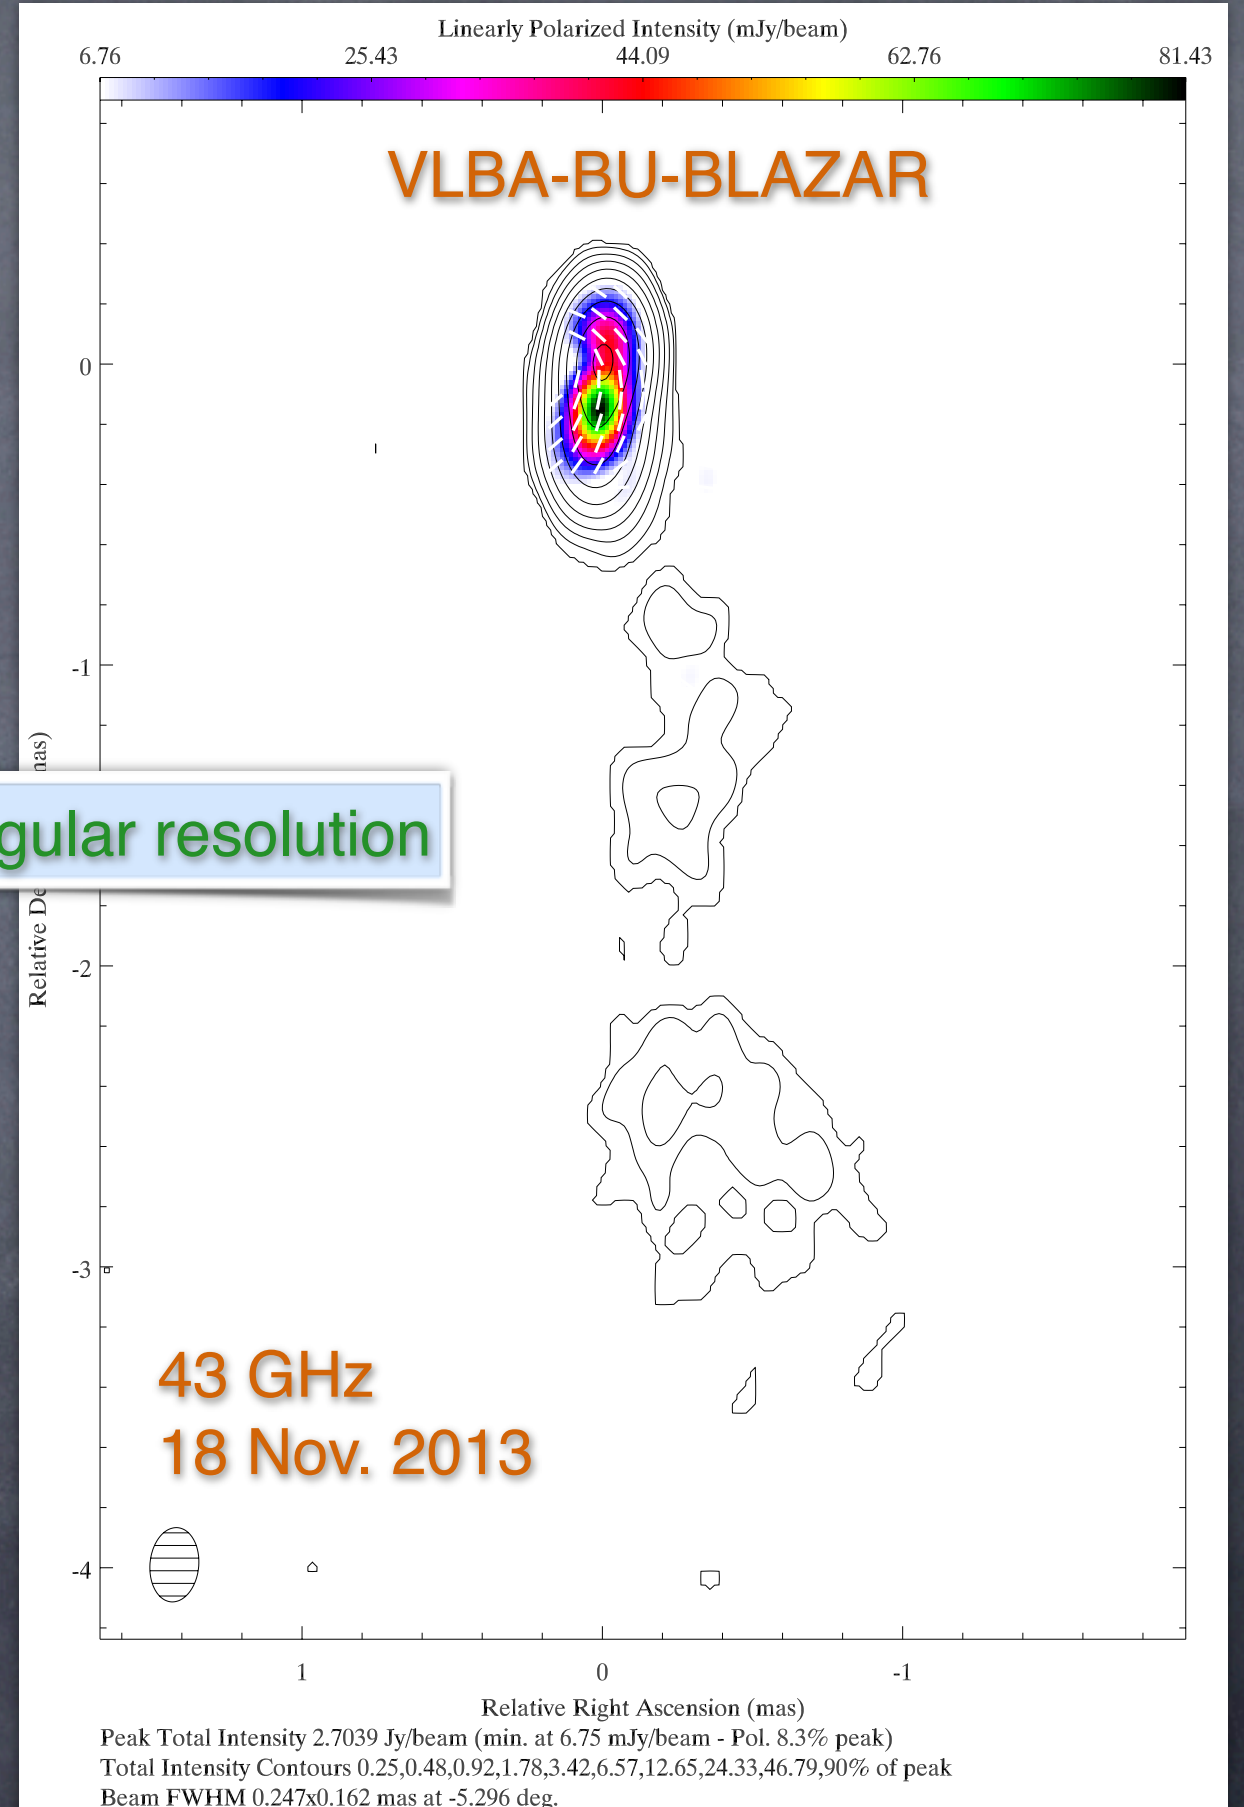 Linearly Polarized Intensity (mJy/beam)
6.76 25.43 44.09 62.76 81.43
VLBA-BU-BLAZAR
0
-1
Relative
gular resolution
-2
-3
43 GHz
18 Nov. 2013
-4
1 0 -1
Relative Right Ascension (mas)
Peak Total Intensity 2.7039 Jy/beam (min. at 6.75 mJy/beam - Pol. 8.3% peak)
Total Intensity Contours 0.25,0.48,0.92,1.78,3.42,6.57,12.65,24.33,46.79,90% of peak
Beam FWHM 0.247x0.162 mas at -5.296 deg.